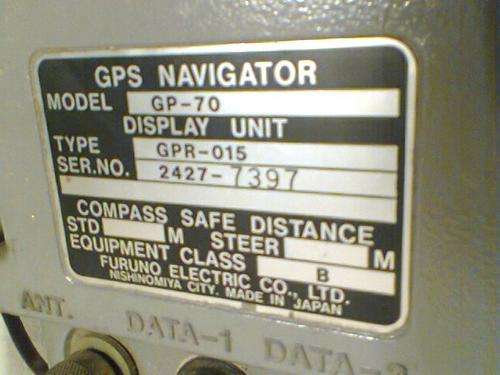 GPS NAVIGATOR
MODEL GP-70
DISPLAY UNIT
TYPE GPR-015
SER.NO. 2427-7397
COMPASS SAFE DISTANCE
STD M STEER M
EQUIPMENT CLASS B
FURUNO ELECTRIC CO., LTD.
NISHINOMIYA CITY. MADE IN JAPAN
ANT. DATA-1 DATA-2